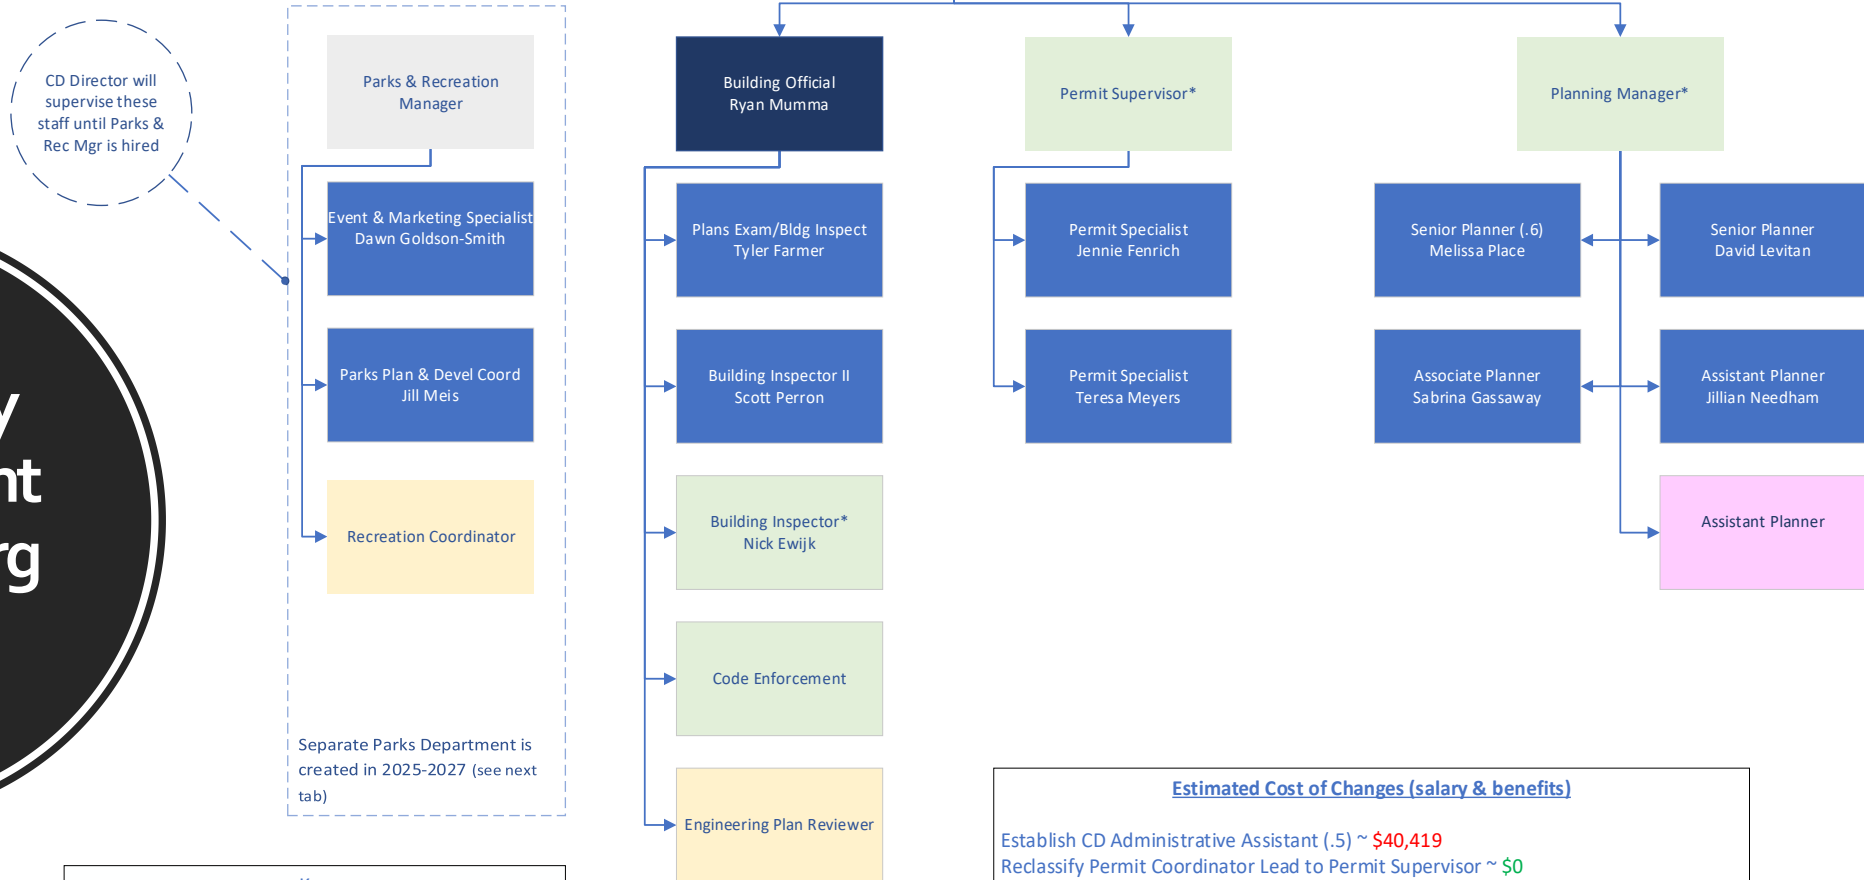 CD Director will
supervise these
staff until Parks &
Rec Mgr is hired
Parks & Recreation
Manager
Event & Marketing Specialist
Dawn Goldson-Smith
Parks Plan & Devel Coord
Jill Meis
Recreation Coordinator
Separate Parks Department is
created in 2025-2027 (see next
tab)
Building Official
Ryan Mumma
Plans Exam/Bldg Inspect
Tyler Farmer
Building Inspector II
Scott Perron
Building Inspector*
Nick Ewijk
Code Enforcement
Engineering Plan Reviewer
Permit Supervisor*
Permit Specialist
Jennie Fenrich
Permit Specialist
Teresa Meyers
Planning Manager*
Senior Planner (.6)
Melissa Place
Senior Planner
David Levitan
Associate Planner
Sabrina Gassaway
Assistant Planner
Jillian Needham
Assistant Planner
Estimated Cost of Changes (salary & benefits)
Establish CD Administrative Assistant (.5) ~ $40,419
Reclassify Permit Coordinator Lead to Permit Supervisor ~ $0